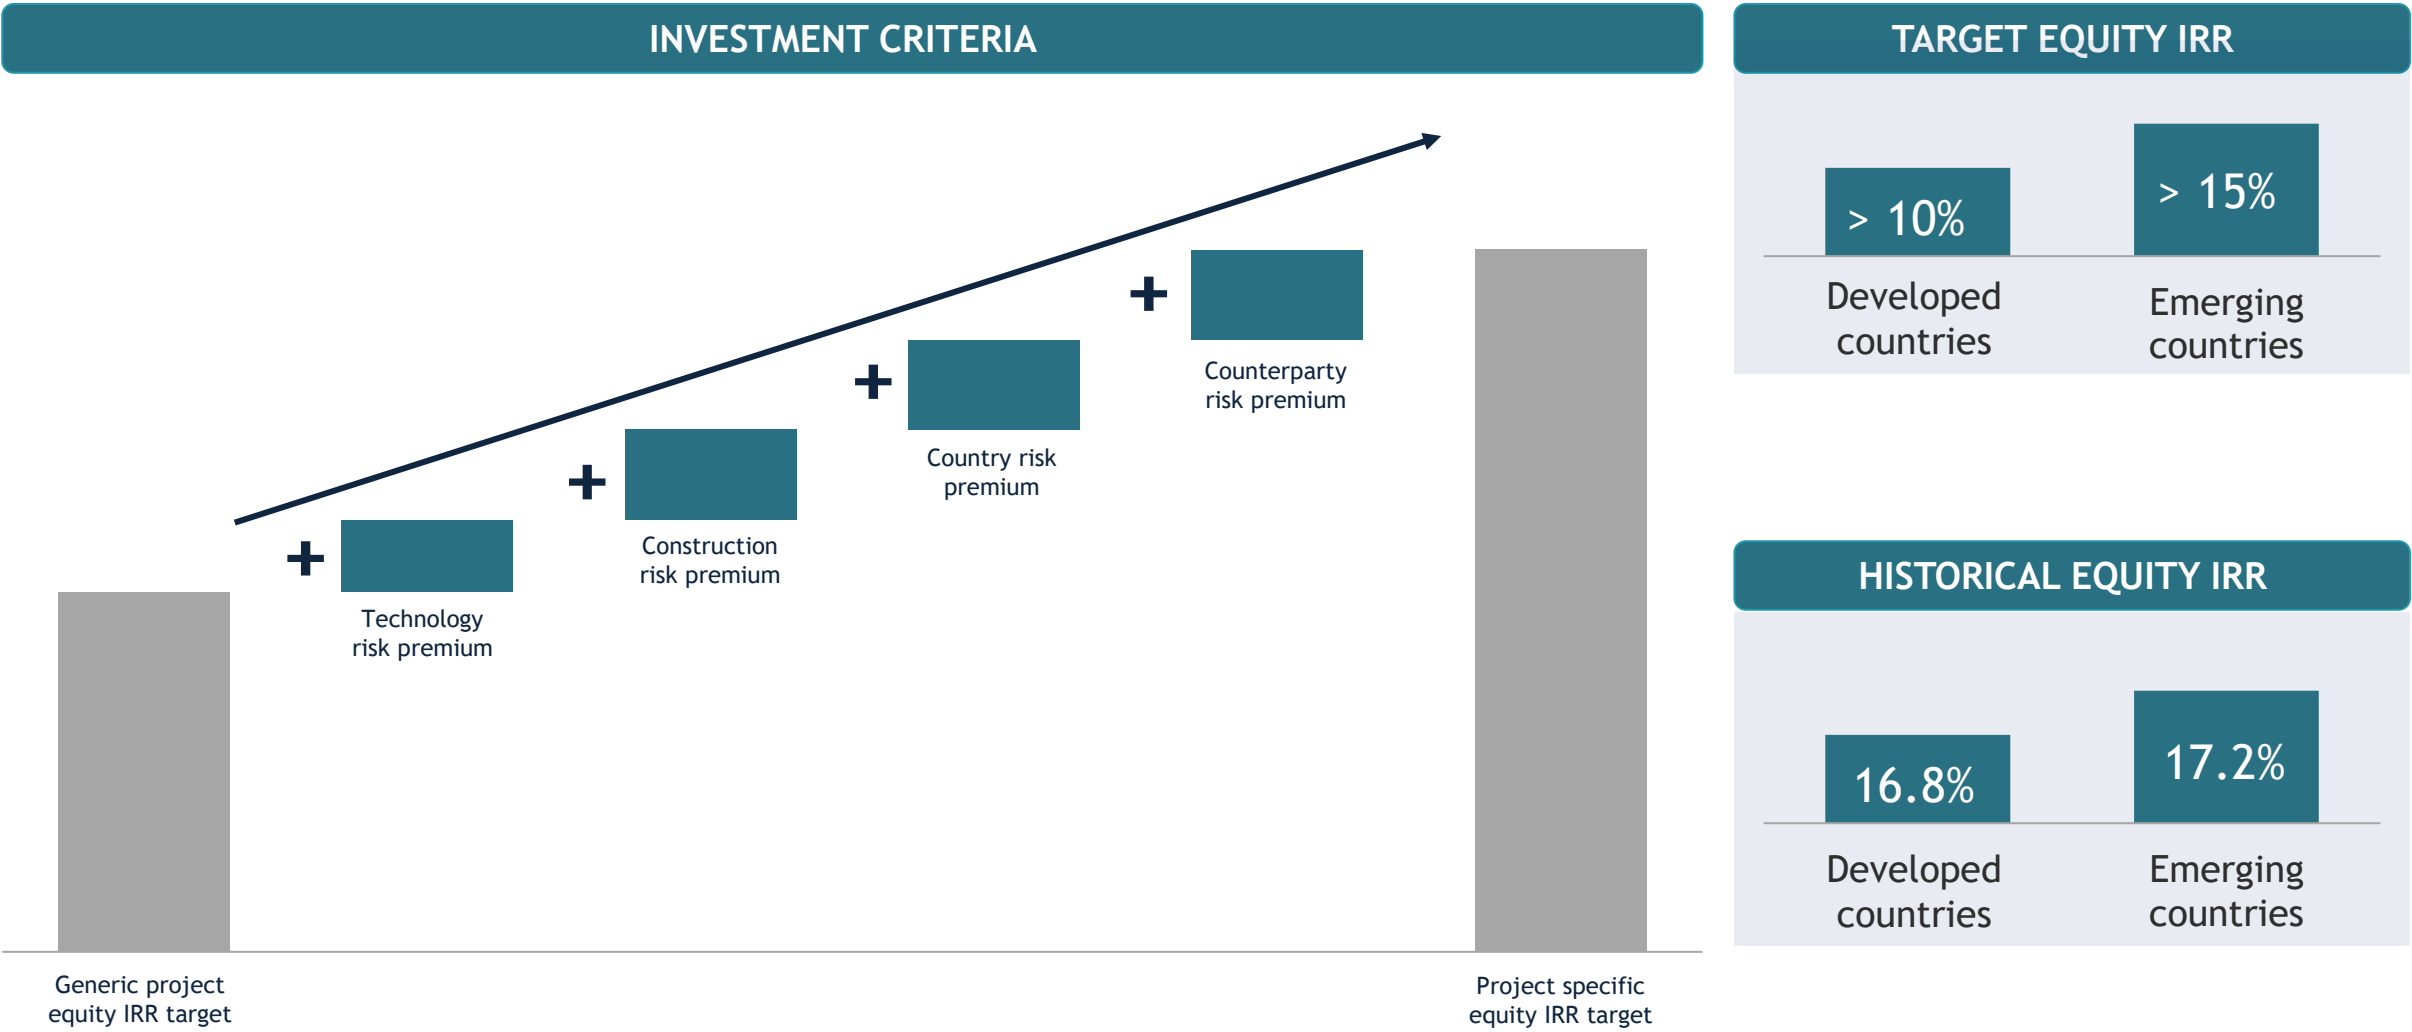 INVESTMENT CRITERIA
+
Technology
risk premium
+
Construction
risk premium
+
Country risk
premium
+
Counterparty
risk premium
Generic project
equity IRR target
Project specific
equity IRR target
TARGET EQUITY IRR
> 10%
> 15%
Developed
countries
Emerging
countries
HISTORICAL EQUITY IRR
16.8%
17.2%
Developed
countries
Emerging
countries